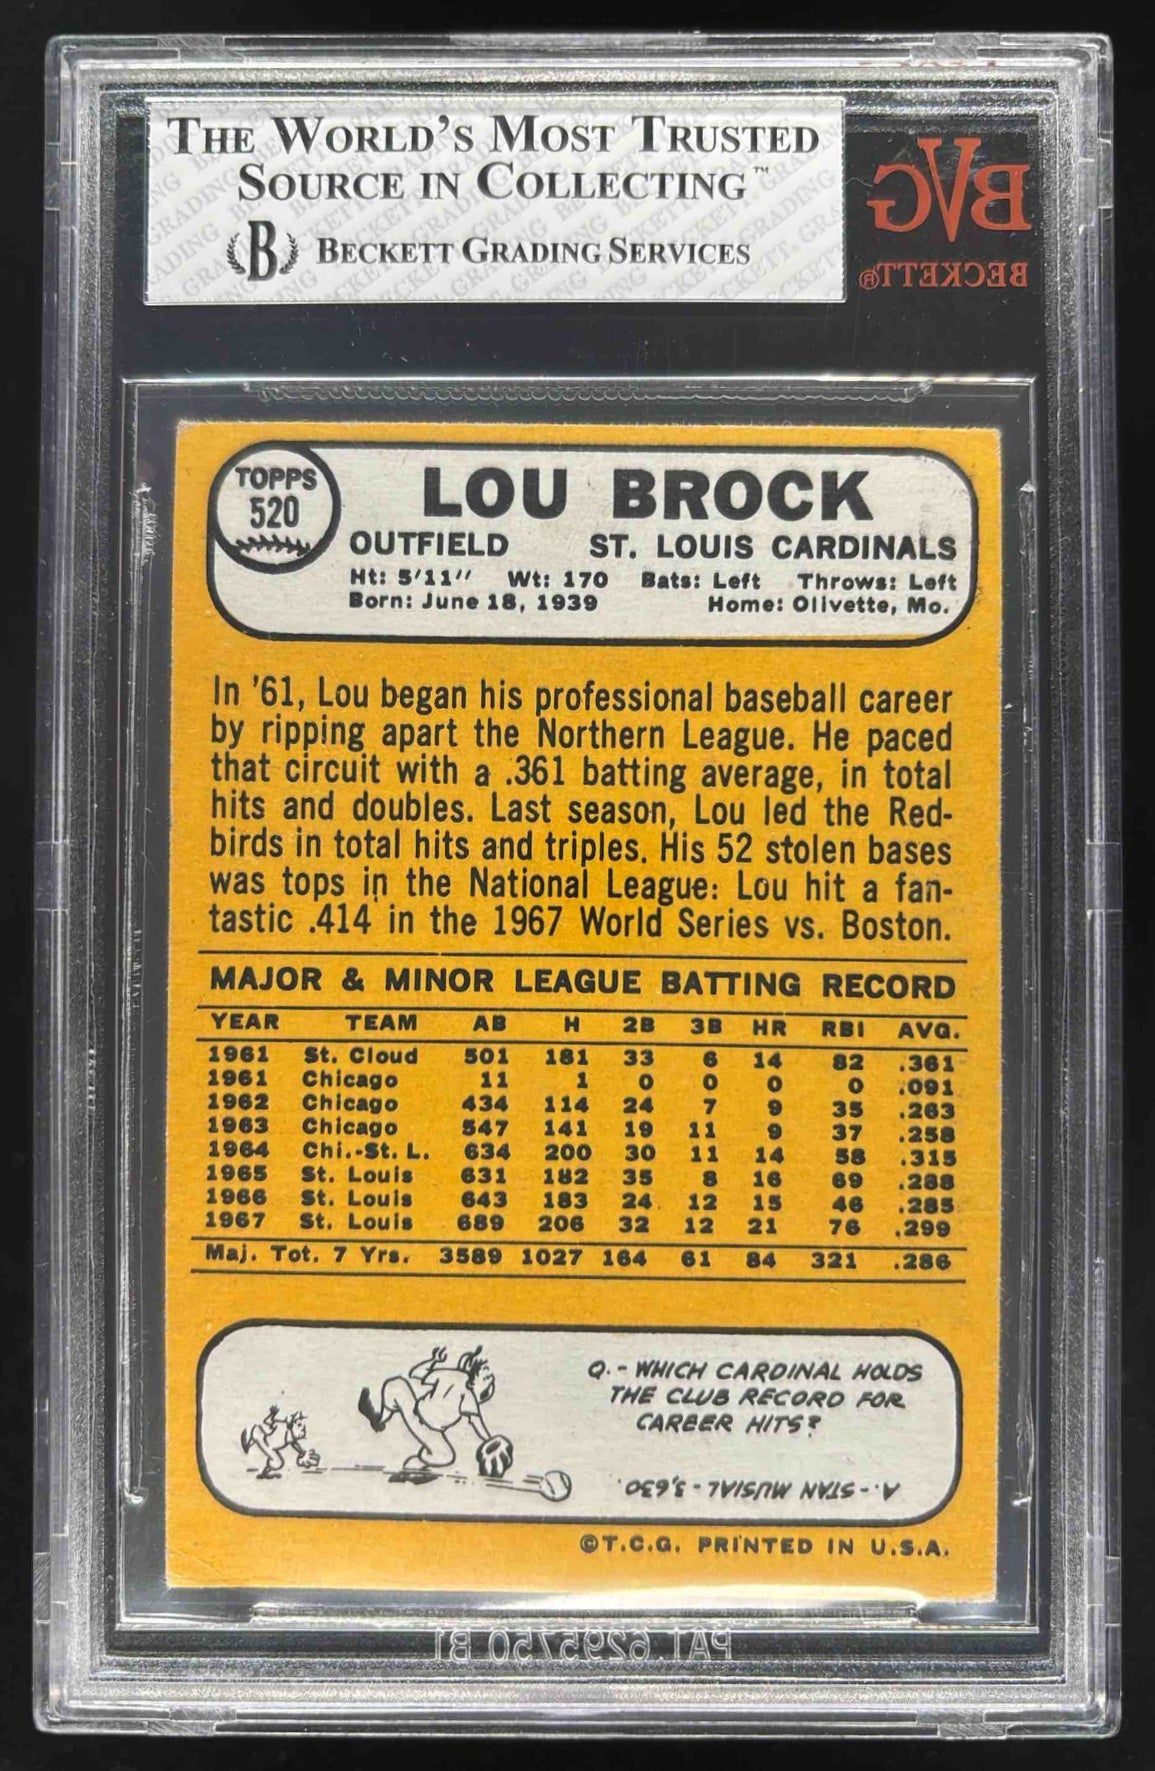 THE WORLD'S MOST TRUSTED
SOURCE IN COLLECTING™
B BECKETT GRADING SERVICES
BVG
BECKETT®
TOPPS
520
LOU BROCK
OUTFIELD ST. LOUIS CARDINALS
Ht: 5'11" Wt: 170 Bats: Left Throws: Left
Born: June 18, 1939 Home: Olivette, Mo.
In '61, Lou began his professional baseball career
by ripping apart the Northern League. He paced
that circuit with a .361 batting average, in total
hits and doubles. Last season, Lou led the Red-
birds in total hits and triples. His 52 stolen bases
was tops in the National League: Lou hit a fan-
tastic .414 in the 1967 World Series vs. Boston.
MAJOR & MINOR LEAGUE BATTING RECORD
YEAR TEAM AB H 2B 3B HR RBI AVG.
1961 St. Cloud 501 181 33 6 14 82 .361
1961 Chicago 11 1 0 0 0 0 .091
1962 Chicago 434 114 24 7 9 35 .263
1963 Chicago 547 141 19 11 9 37 .258
1964 Chi.-St. L. 634 200 30 11 14 58 .315
1965 St. Louis 631 182 35 8 16 69 .288
1966 St. Louis 643 183 24 12 15 46 .285
1967 St. Louis 689 206 32 12 21 76 .299
Maj. Tot. 7 Yrs. 3589 1027 164 61 84 321 .286
Q.- WHICH CARDINAL HOLDS
THE CLUB RECORD FOR
CAREER HITS?
A.- STAN MUSIAL - 3,630.
©T.C.G. PRINTED IN U.S.A.
PAT.6295750 B1